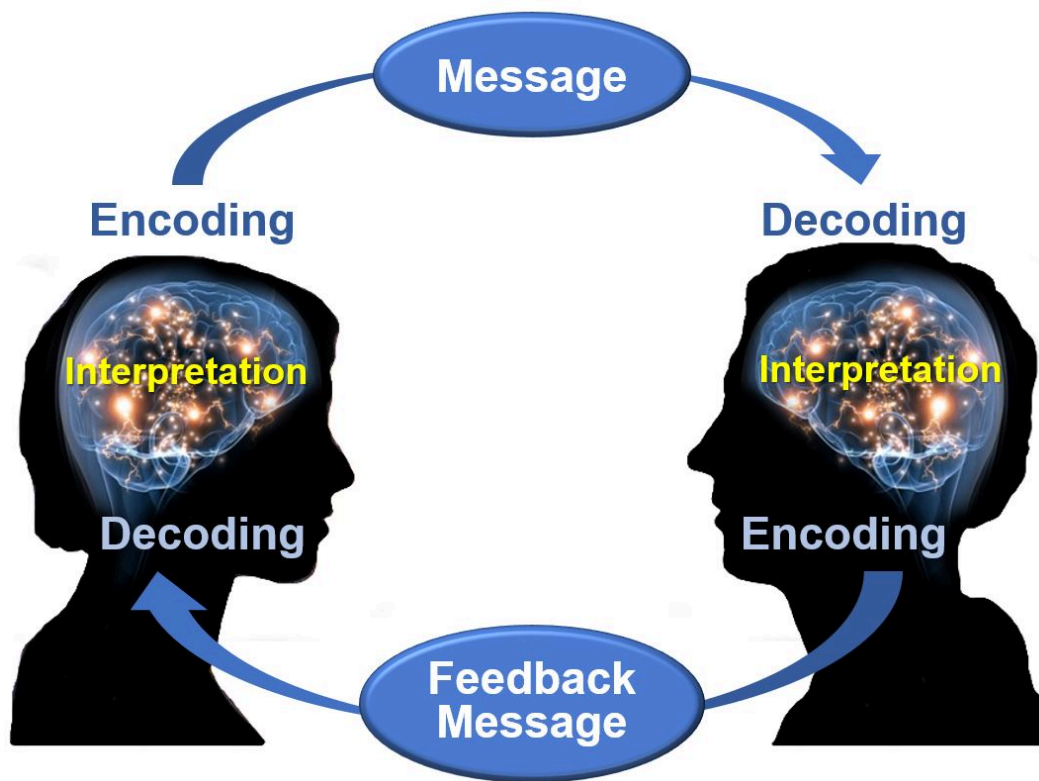 Message
Encoding
Decoding
Interpretation
Interpretation
Decoding
Encoding
Feedback
Message